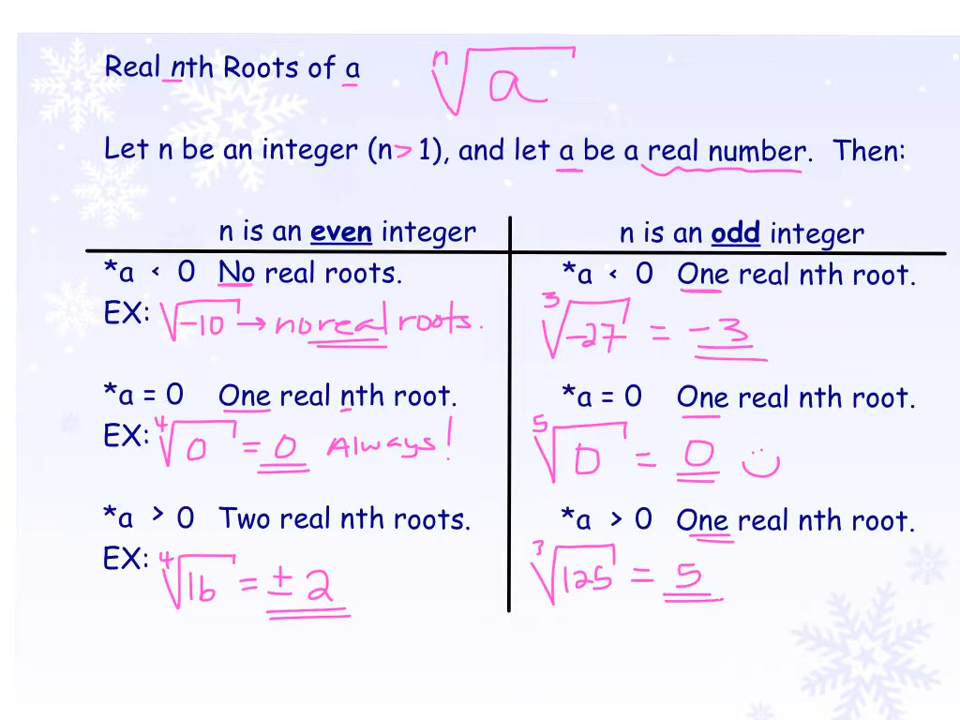 Real nth Roots of a ⁿ√a
Let n be an integer (n> 1), and let a be a real number. Then:
n is an even integer
*a < 0 No real roots.
EX: √-10 → no real roots.
*a = 0 One real nth root.
EX: ⁴√0 = 0 Always!
*a > 0 Two real nth roots.
EX: ⁴√16 = ± 2
n is an odd integer
*a < 0 One real nth root.
³√-27 = -3
*a = 0 One real nth root.
⁵√0 = 0
*a > 0 One real nth root.
³√125 = 5